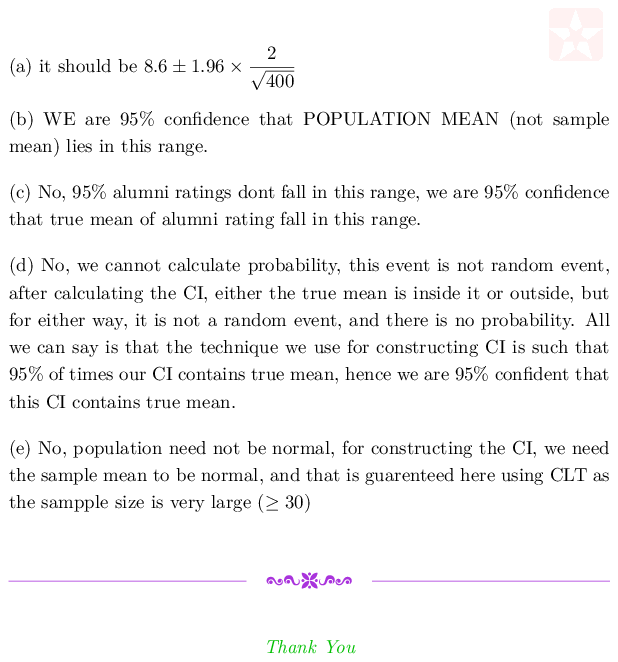 (a) it should be 8.6 ± 1.96 × 2/√400
(b) WE are 95% confidence that POPULATION MEAN (not sample
mean) lies in this range.
(c) No, 95% alumni ratings dont fall in this range, we are 95% confidence
that true mean of alumni rating fall in this range.
(d) No, we cannot calculate probability, this event is not random event,
after calculating the CI, either the true mean is inside it or outside, but
for either way, it is not a random event, and there is no probability. All
we can say is that the technique we use for constructing CI is such that
95% of times our CI contains true mean, hence we are 95% confident that
this CI contains true mean.
(e) No, population need not be normal, for constructing the CI, we need
the sample mean to be normal, and that is guarenteed here using CLT as
the sampple size is very large (≥ 30)
Thank You